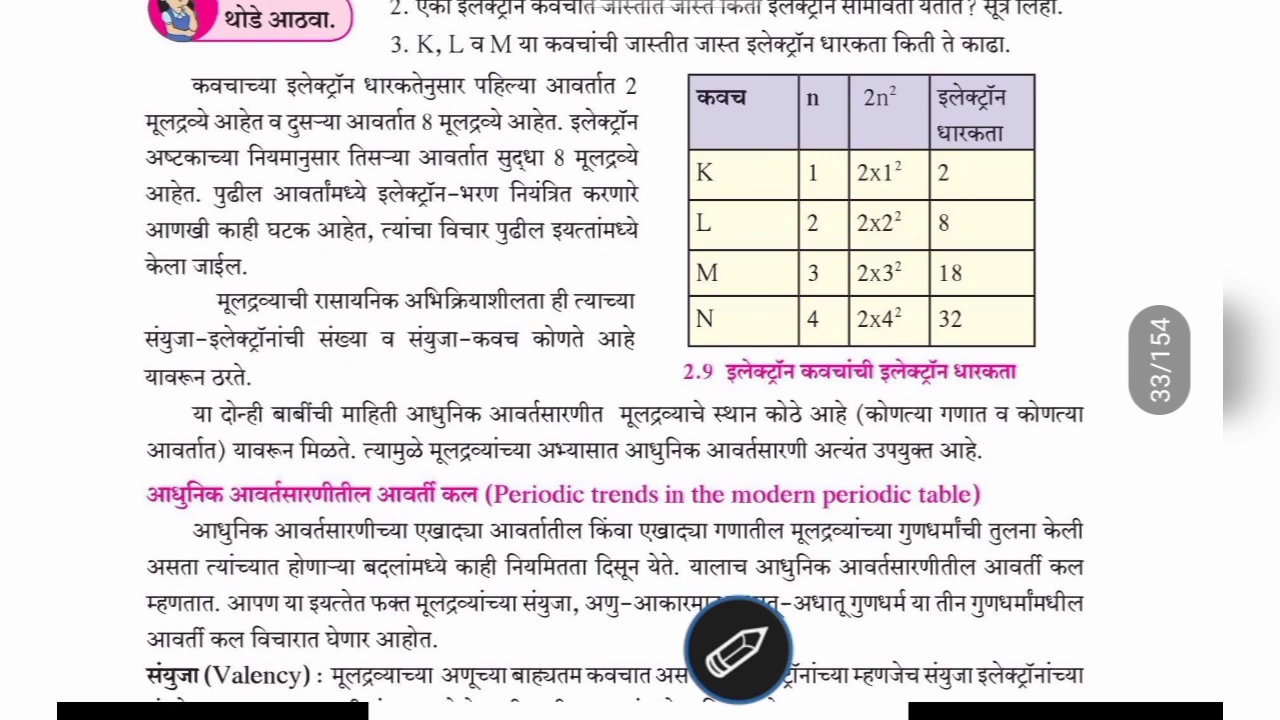 थोडे आठवा.
2. एका इलेक्ट्रॉन कवचात जास्तीत जास्त किती इलेक्ट्रॉन सामावता येतात? सूत्र लिहा.
3. K, L व M या कवचांची जास्तीत जास्त इलेक्ट्रॉन धारकता किती ते काढा.
कवचाच्या इलेक्ट्रॉन धारकतेनुसार पहिल्या आवर्तात 2
मूलद्रव्ये आहेत व दुसऱ्या आवर्तात 8 मूलद्रव्ये आहेत. इलेक्ट्रॉन
अष्टकाच्या नियमानुसार तिसऱ्या आवर्तात सुद्धा 8 मूलद्रव्ये
आहेत. पुढील आवर्तांमध्ये इलेक्ट्रॉन-भरण नियंत्रित करणारे
आणखी काही घटक आहेत, त्यांचा विचार पुढील इयत्तांमध्ये
केला जाईल.
मूलद्रव्याची रासायनिक अभिक्रियाशीलता ही त्याच्या
संयुजा-इलेक्ट्रॉनांची संख्या व संयुजा-कवच कोणते आहे
यावरून ठरते.
कवच n 2n² इलेक्ट्रॉन
धारकता
K 1 2x1² 2
L 2 2x2² 8
M 3 2x3² 18
N 4 2x4² 32
2.9 इलेक्ट्रॉन कवचांची इलेक्ट्रॉन धारकता
या दोन्ही बाबींची माहिती आधुनिक आवर्तसारणीत मूलद्रव्याचे स्थान कोठे आहे (कोणत्या गणात व कोणत्या
आवर्तात) यावरून मिळते. त्यामुळे मूलद्रव्यांच्या अभ्यासात आधुनिक आवर्तसारणी अत्यंत उपयुक्त आहे.
आधुनिक आवर्तसारणीतील आवर्ती कल (Periodic trends in the modern periodic table)
आधुनिक आवर्तसारणीच्या एखाद्या आवर्तातील किंवा एखाद्या गणातील मूलद्रव्यांच्या गुणधर्मांची तुलना केली
असता त्यांच्यात होणाऱ्या बदलांमध्ये काही नियमितता दिसून येते. यालाच आधुनिक आवर्तसारणीतील आवर्ती कल
म्हणतात. आपण या इयत्तेत फक्त मूलद्रव्यांच्या संयुजा, अणु-आकारमान अधातू गुणधर्म या तीन गुणधर्मांमधील
आवर्ती कल विचारात घेणार आहोत.
संयुजा (Valency) : मूलद्रव्याच्या अणूच्या बाह्यतम कवचात म्हणजेच संयुजा इलेक्ट्रॉनांच्या
33/154